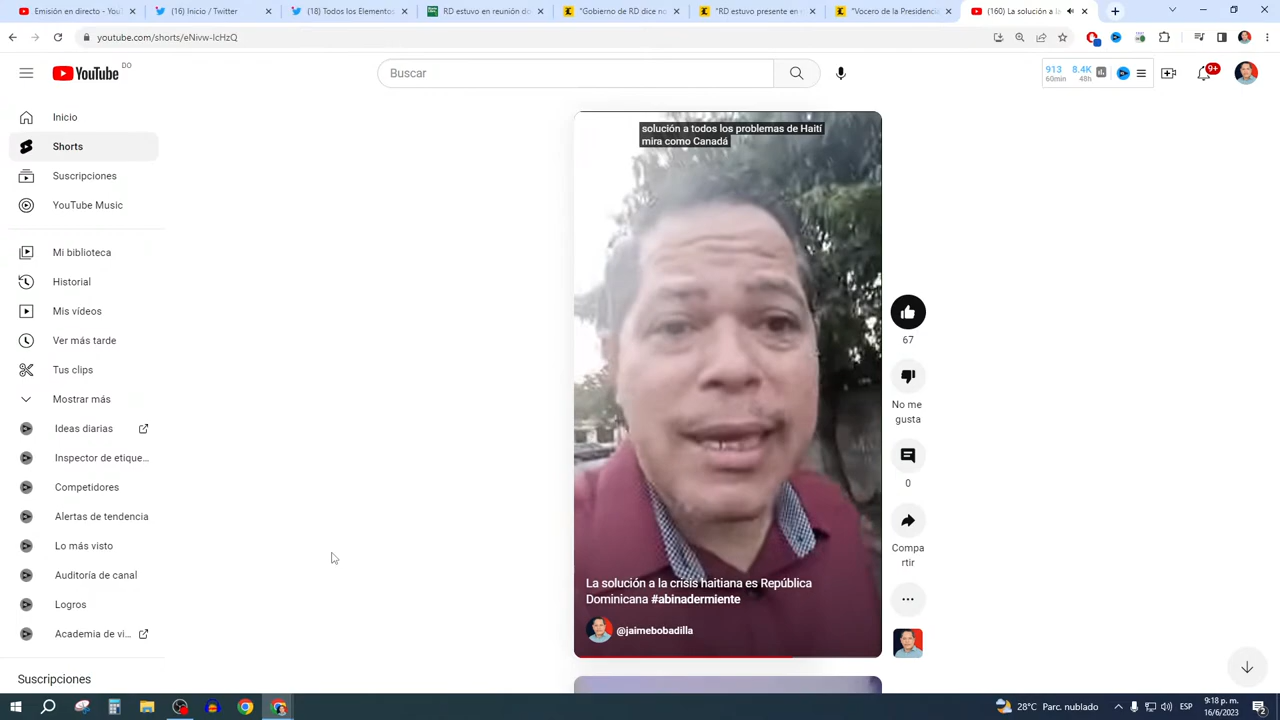 Emisión en directo - You
(16) Inicio / Twitter
(18) Todos los Elementos
RD estuvo en reunión do
"Gobierno de RD dice no
"RD estuvo presente en r
"Vocero de la Presidencia
(160) La solución a la
youtube.com/shorts/eNivw-IcHzQ
YouTube DO
Buscar
913 8.4K
60min 48h
9+
Inicio
Shorts
Suscripciones
YouTube Music
Mi biblioteca
Historial
Mis vídeos
Ver más tarde
Tus clips
Mostrar más
Ideas diarias
Inspector de etique...
Competidores
Alertas de tendencia
Lo más visto
Auditoría de canal
Logros
Academia de vi...
Suscripciones
solución a todos los problemas de Haití
mira como Canadá
La solución a la crisis haitiana es República
Dominicana #abinadermiente
@jaimebobadilla
67
No me
gusta
0
Compa
rtir
28°C Parc. nublado
ESP
9:18 p. m.
16/6/2023
2